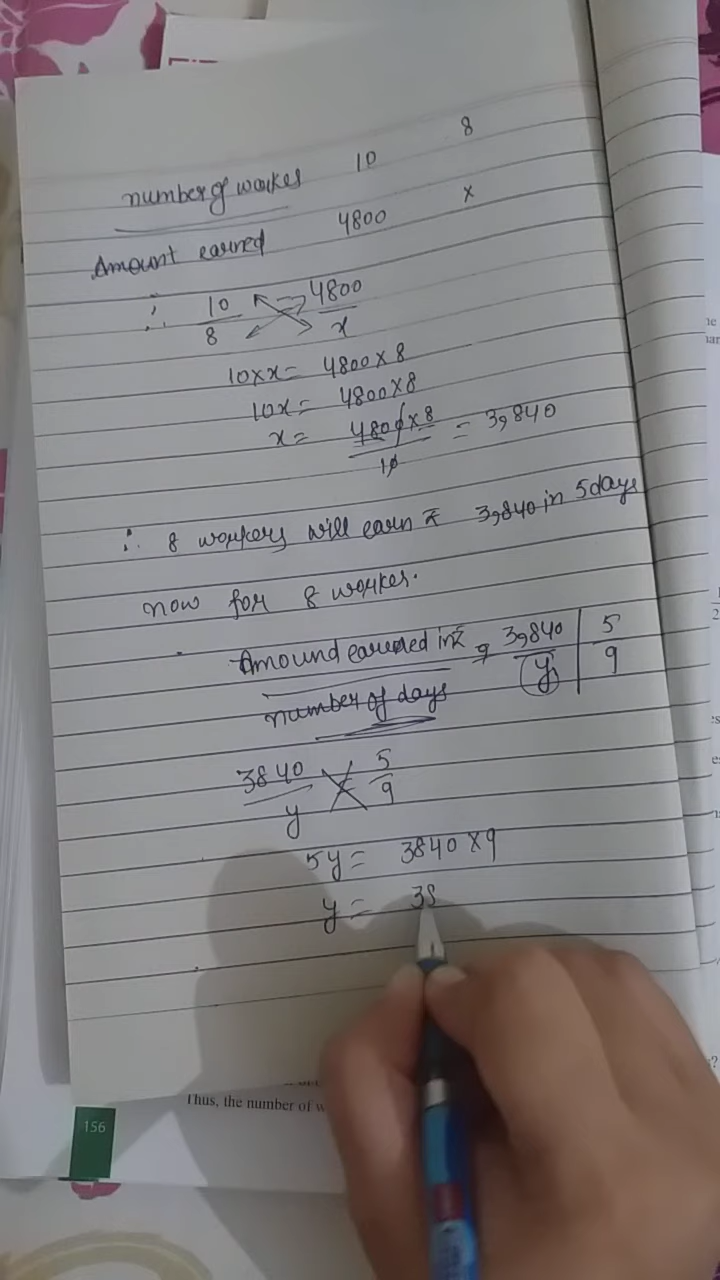 number of workes 10 8
Amount earned 4800 x
∴ 10/8 = 4800/x
10×x = 4800×8
10x = 4800×8
x = 4800×8/10 = 3,840
∴ 8 workers will earn ₹ 3,840 in 5 days
now for 8 worker.
Amound earened in ₹ 3,840 5
number of days y 9
3840/y = 5/9
5y = 3840×9
y = 38
Thus, the number of w
156